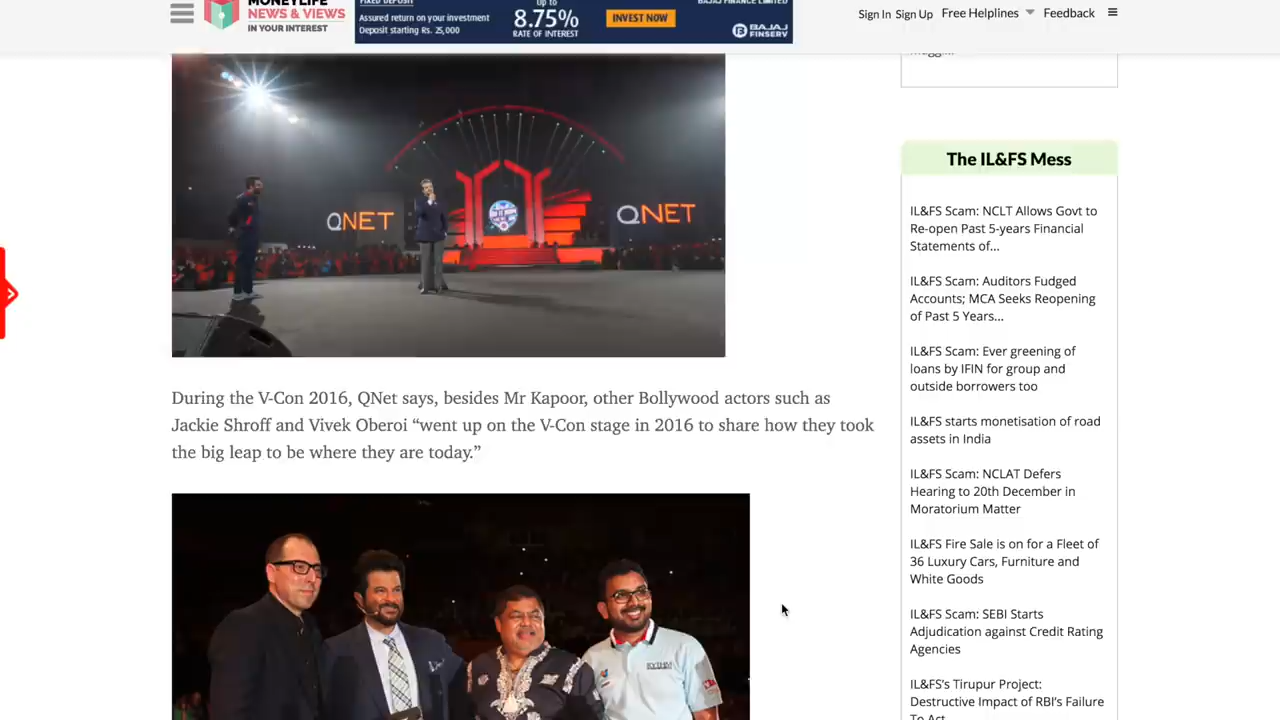 MONEYLIFE
NEWS & VIEWS
IN YOUR INTEREST
FIXED DEPOSIT
Assured return on your investment
Deposit starting Rs. 25,000
Up to
8.75%
RATE OF INTEREST
INVEST NOW
BAJAJ FINANCE LIMITED
BAJAJ
FINSERV
Sign In Sign Up Free Helplines Feedback
QNET
QNET
During the V-Con 2016, QNet says, besides Mr Kapoor, other Bollywood actors such as
Jackie Shroff and Vivek Oberoi “went up on the V-Con stage in 2016 to share how they took
the big leap to be where they are today.”
The IL&FS Mess
IL&FS Scam: NCLT Allows Govt to
Re-open Past 5-years Financial
Statements of...
IL&FS Scam: Auditors Fudged
Accounts; MCA Seeks Reopening
of Past 5 Years...
IL&FS Scam: Ever greening of
loans by IFIN for group and
outside borrowers too
IL&FS starts monetisation of road
assets in India
IL&FS Scam: NCLAT Defers
Hearing to 20th December in
Moratorium Matter
IL&FS Fire Sale is on for a Fleet of
36 Luxury Cars, Furniture and
White Goods
IL&FS Scam: SEBI Starts
Adjudication against Credit Rating
Agencies
IL&FS’s Tirupur Project:
Destructive Impact of RBI’s Failure
To Act